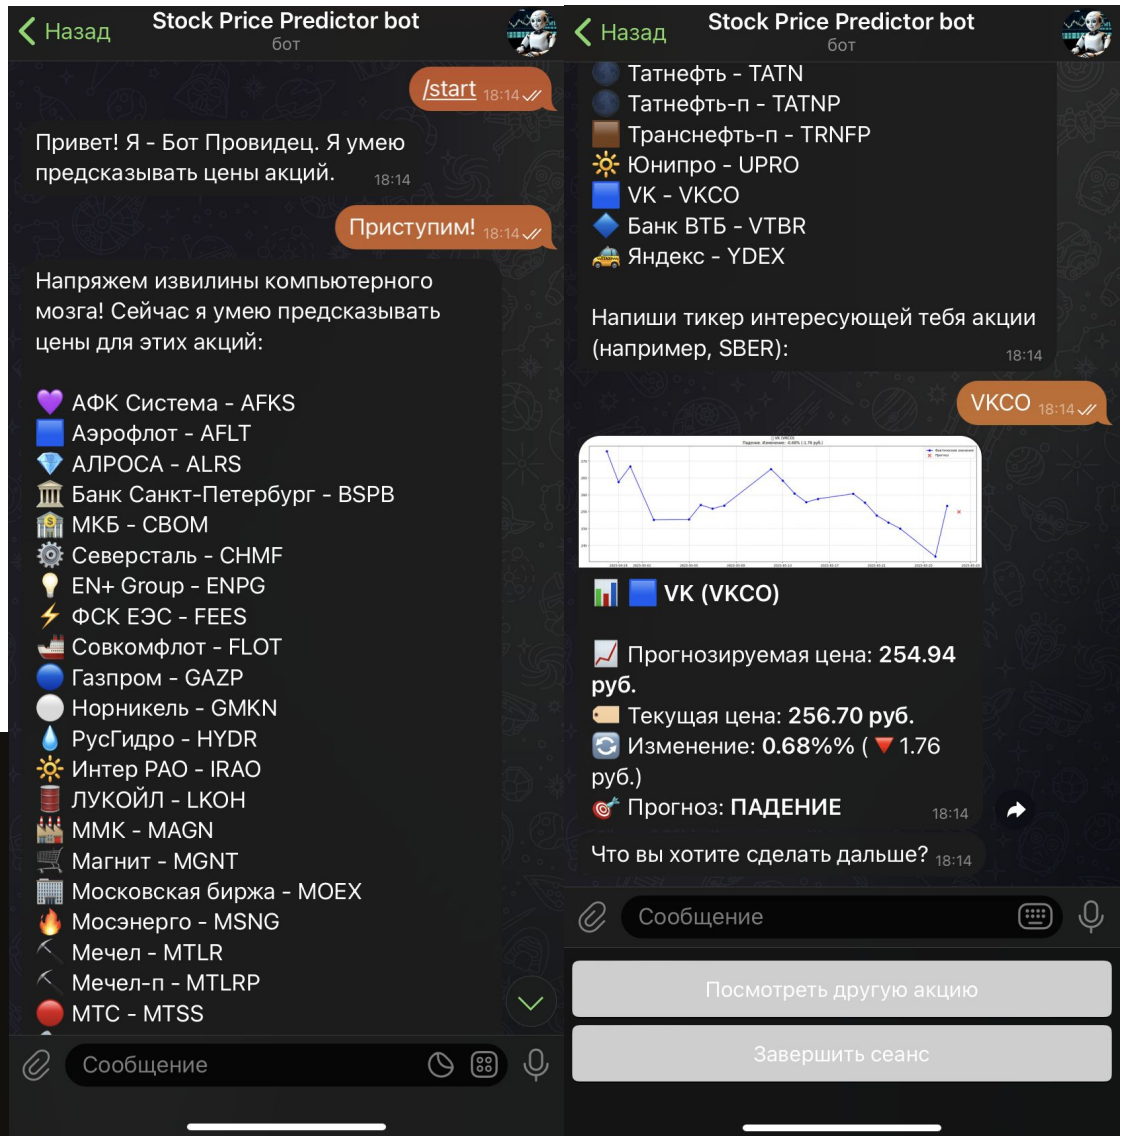 Назад
Stock Price Predictor bot
бот
/start 18:14
Привет! Я - Бот Провидец. Я умею
предсказывать цены акций. 18:14
Приступим! 18:14
Напряжем извилины компьютерного
мозга! Сейчас я умею предсказывать
цены для этих акций:
АФК Система - AFKS
Аэрофлот - AFLT
АЛРОСА - ALRS
Банк Санкт-Петербург - BSPB
МКБ - CBOM
Северсталь - CHMF
EN+ Group - ENPG
ФСК ЕЭС - FEES
Совкомфлот - FLOT
Газпром - GAZP
Норникель - GMKN
РусГидро - HYDR
Интер РАО - IRAO
ЛУКОЙЛ - LKOH
ММК - MAGN
Магнит - MGNT
Московская биржа - MOEX
Мосэнерго - MSNG
Мечел - MTLR
Мечел-п - MTLRP
МТС - MTSS
Сообщение
Назад
Stock Price Predictor bot
бот
Татнефть - TATN
Татнефть-п - TATNP
Транснефть-п - TRNFP
Юнипро - UPRO
VK - VKCO
Банк ВТБ - VTBR
Яндекс - YDEX
Напиши тикер интересующей тебя акции
(например, SBER):
18:14
VKCO 18:14
VK (VKCO)
Прогнозируемая цена: 254.94
руб.
Текущая цена: 256.70 руб.
Изменение: 0.68%% ( 🔻1.76
руб.)
Прогноз: ПАДЕНИЕ
18:14
Что вы хотите сделать дальше? 18:14
Сообщение
Посмотреть другую акцию
Завершить сеанс